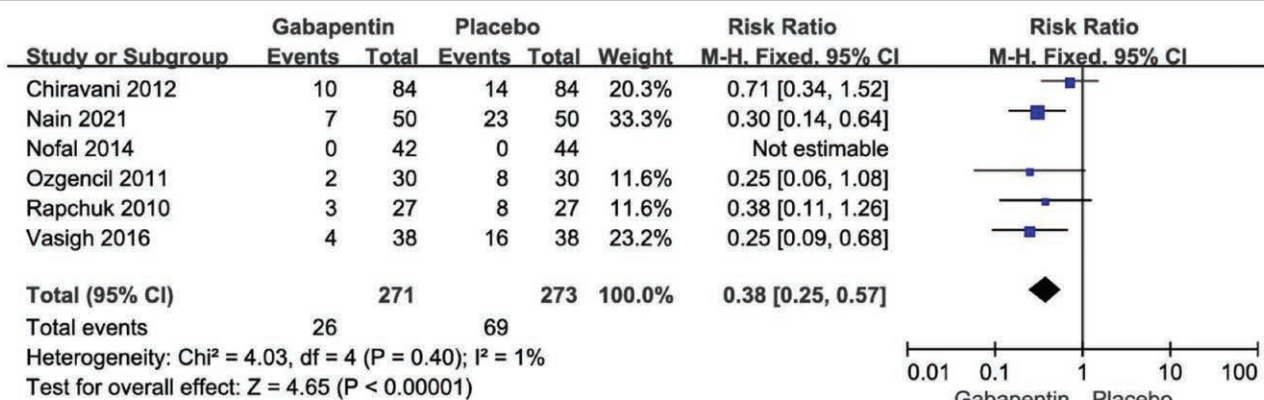 Gabapentin Placebo Risk Ratio Risk Ratio
Study or Subgroup Events Total Events Total Weight M-H. Fixed. 95% CI M-H. Fixed. 95% CI
Chiravani 2012 10 84 14 84 20.3% 0.71 [0.34, 1.52]
Nain 2021 7 50 23 50 33.3% 0.30 [0.14, 0.64]
Nofal 2014 0 42 0 44 Not estimable
Ozgencil 2011 2 30 8 30 11.6% 0.25 [0.06, 1.08]
Rapchuk 2010 3 27 8 27 11.6% 0.38 [0.11, 1.26]
Vasigh 2016 4 38 16 38 23.2% 0.25 [0.09, 0.68]
Total (95% CI) 271 273 100.0% 0.38 [0.25, 0.57]
Total events 26 69
Heterogeneity: Chi² = 4.03, df = 4 (P = 0.40); I² = 1%
Test for overall effect: Z = 4.65 (P < 0.00001)
0.01 0.1 1 10 100
Gabapentin Placebo